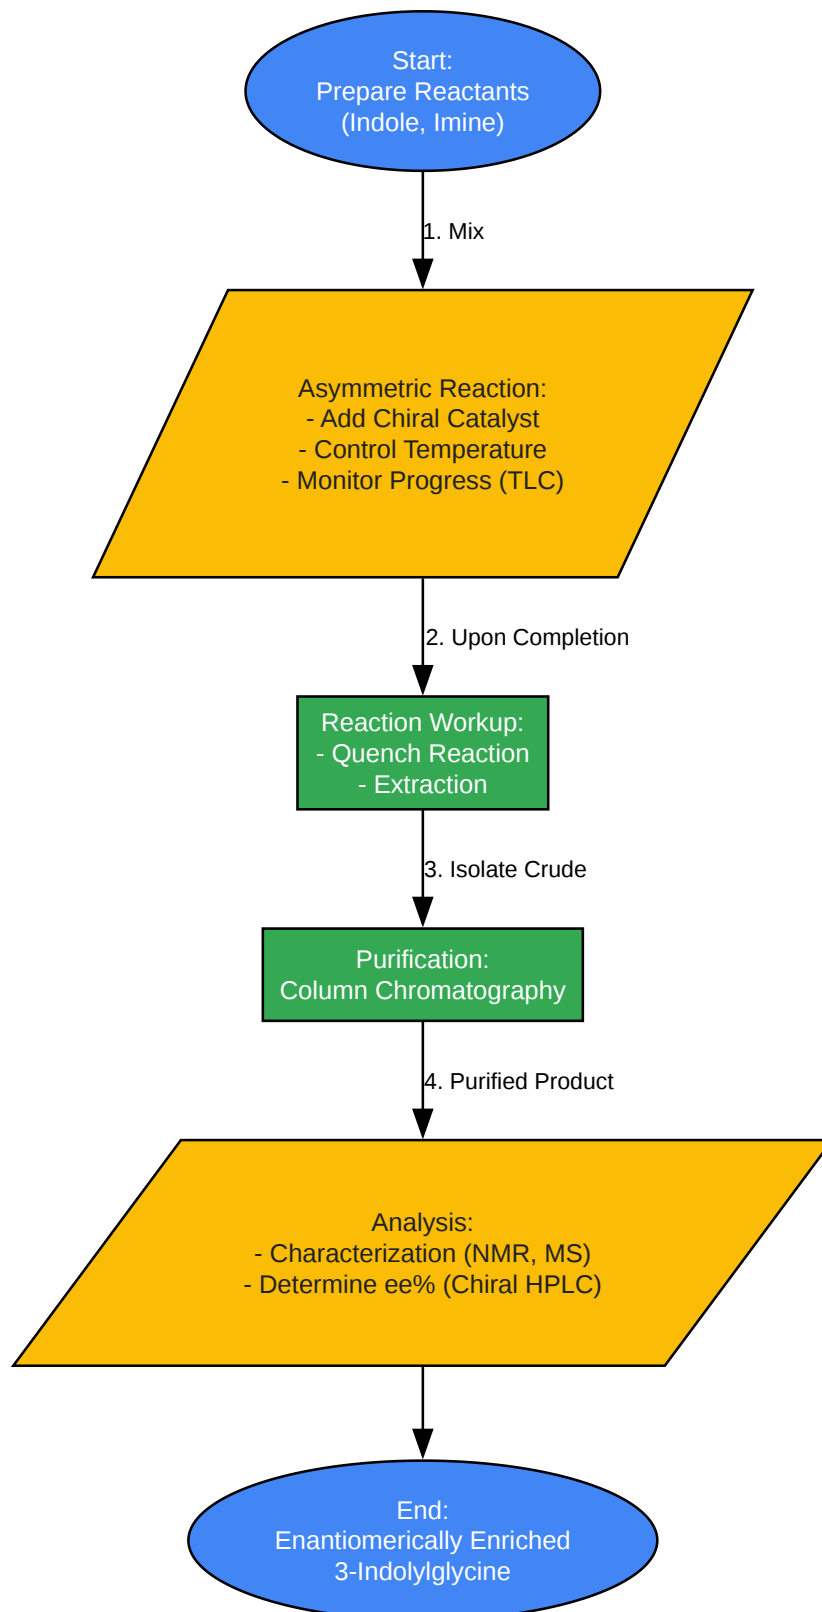 Start:
Prepare Reactants
(Indole, Imine)
1. Mix
Asymmetric Reaction:
- Add Chiral Catalyst
- Control Temperature
- Monitor Progress (TLC)
2. Upon Completion
Reaction Workup:
- Quench Reaction
- Extraction
3. Isolate Crude
Purification:
Column Chromatography
4. Purified Product
Analysis:
- Characterization (NMR, MS)
- Determine ee% (Chiral HPLC)
End:
Enantiomerically Enriched
3-Indolylglycine